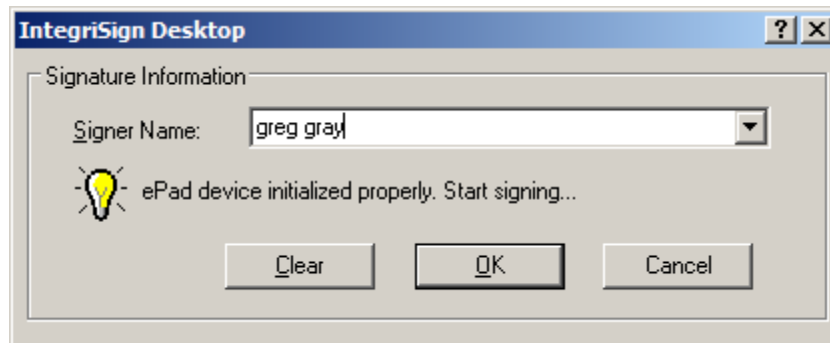 IntegriSign Desktop
Signature Information
Signer Name: greg gray
ePad device initialized properly. Start signing...
Clear OK Cancel